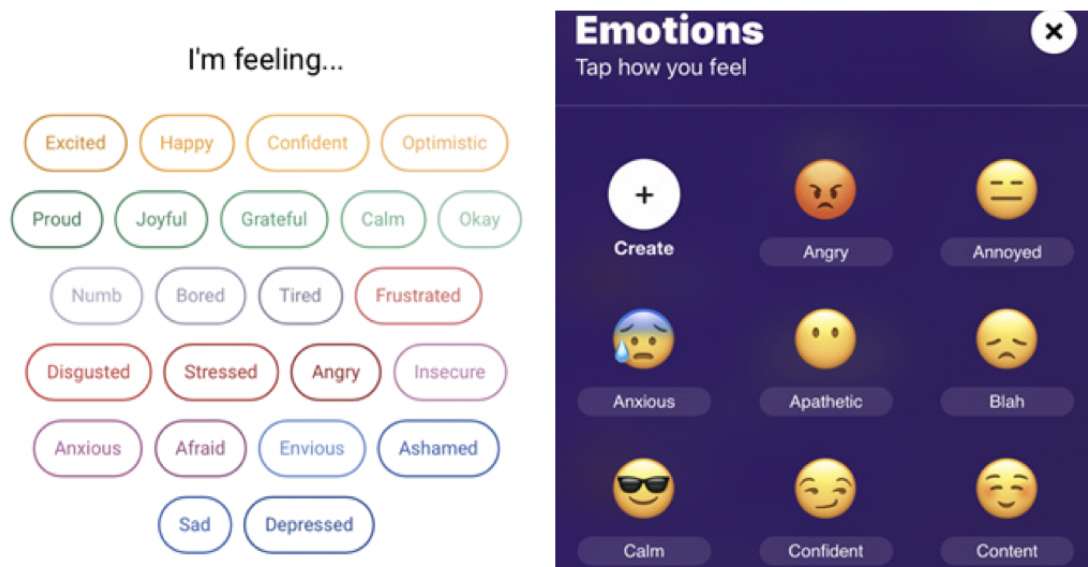 I'm feeling...
Excited Happy Confident Optimistic
Proud Joyful Grateful Calm Okay
Numb Bored Tired Frustrated
Disgusted Stressed Angry Insecure
Anxious Afraid Envious Ashamed
Sad Depressed
Emotions
Tap how you feel
Create Angry Annoyed
Anxious Apathetic Blah
Calm Confident Content